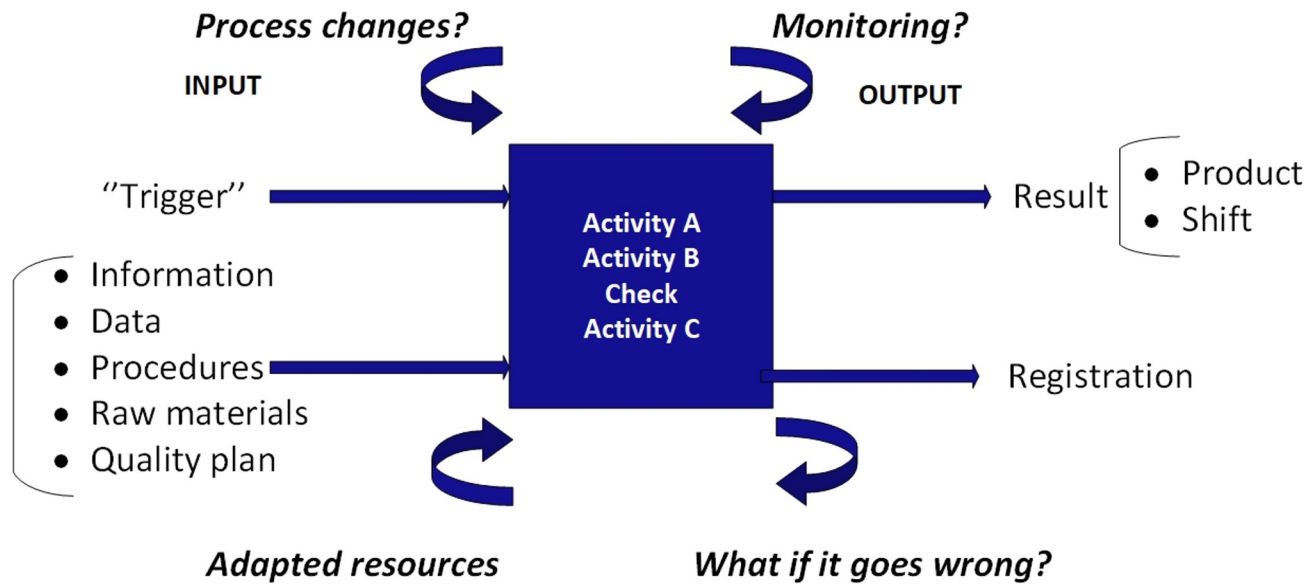 Process changes?
Monitoring?
INPUT
OUTPUT
‘’Trigger’’
• Information
• Data
• Procedures
• Raw materials
• Quality plan
Activity A
Activity B
Check
Activity C
Result
• Product
• Shift
Registration
Adapted resources
What if it goes wrong?